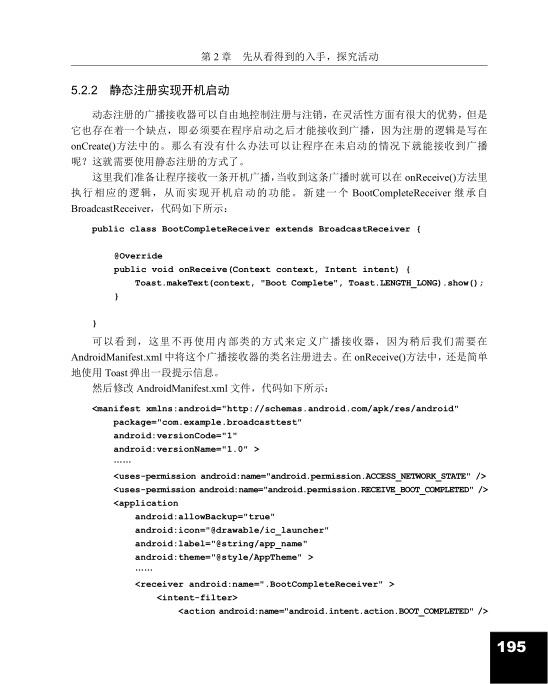 第 2 章 先从看得到的入手，探究活动
5.2.2 静态注册实现开机启动
动态注册的广播接收器可以自由地控制注册与注销，在灵活性方面有很大的优势，但是
它也存在着一个缺点，即必须要在程序启动之后才能接收到广播，因为注册的逻辑是写在
onCreate()方法中的。那么有没有什么办法可以让程序在未启动的情况下就能接收到广播
呢？这就需要使用静态注册的方式了。
这里我们准备让程序接收一条开机广播，当收到这条广播时就可以在 onReceive()方法里
执行相应的逻辑，从而实现开机启动的功能。新建一个 BootCompleteReceiver 继承自
BroadcastReceiver，代码如下所示：
public class BootCompleteReceiver extends BroadcastReceiver {
@Override
public void onReceive(Context context, Intent intent) {
Toast.makeText(context, "Boot Complete", Toast.LENGTH_LONG).show();
}
}
可以看到，这里不再使用内部类的方式来定义广播接收器，因为稍后我们需要在
AndroidManifest.xml 中将这个广播接收器的类名注册进去。在 onReceive()方法中，还是简单
地使用 Toast 弹出一段提示信息。
然后修改 AndroidManifest.xml 文件，代码如下所示：
<manifest xmlns:android="http://schemas.android.com/apk/res/android"
package="com.example.broadcasttest"
android:versionCode="1"
android:versionName="1.0" >
……
<uses-permission android:name="android.permission.ACCESS_NETWORK_STATE" />
<uses-permission android:name="android.permission.RECEIVE_BOOT_COMPLETED" />
<application
android:allowBackup="true"
android:icon="@drawable/ic_launcher"
android:label="@string/app_name"
android:theme="@style/AppTheme" >
……
<receiver android:name=".BootCompleteReceiver" >
<intent-filter>
<action android:name="android.intent.action.BOOT_COMPLETED" />
195